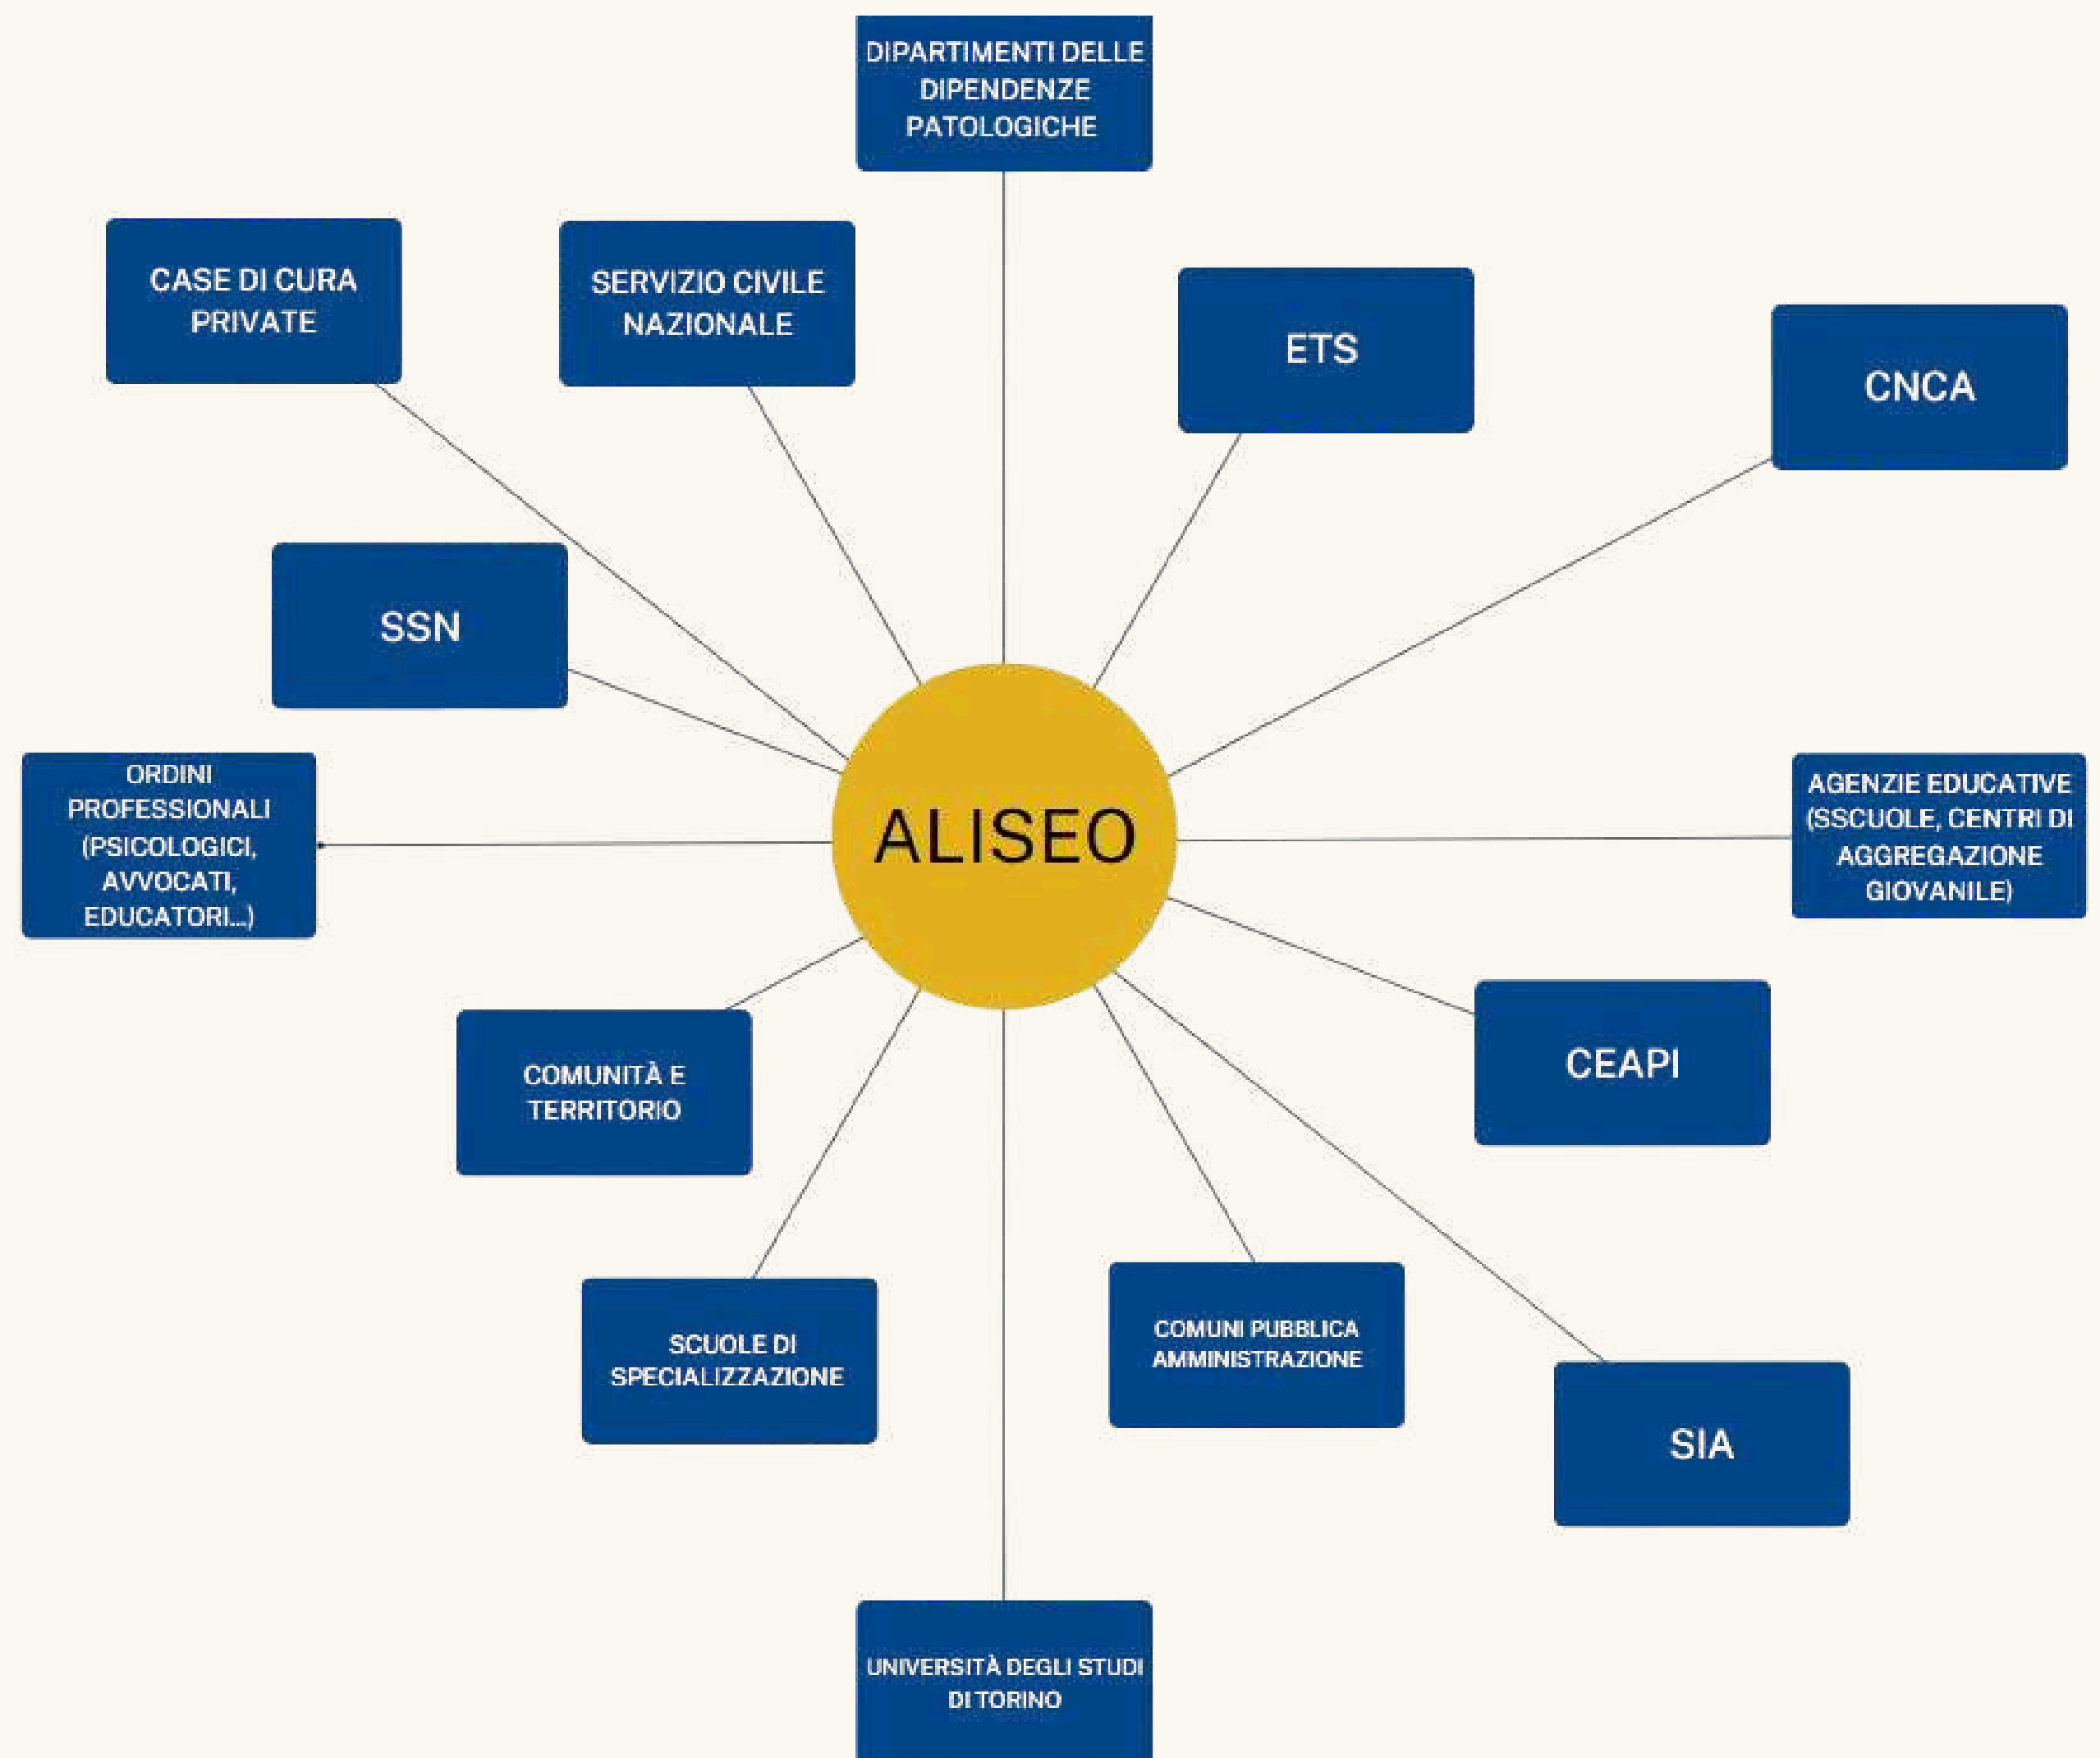 DIPARTIMENTI DELLE
DIPENDENZE
PATOLOGICHE
CASE DI CURA
PRIVATE
SERVIZIO CIVILE
NAZIONALE
ETS
CNCA
SSN
ORDINI
PROFESSIONALI
(PSICOLOGICI,
AVVOCATI,
EDUCATORI...)
ALISEO
AGENZIE EDUCATIVE
(SSCUOLE, CENTRI DI
AGGREGAZIONE
GIOVANILE)
COMUNITÀ E
TERRITORIO
CEAPI
SCUOLE DI
SPECIALIZZAZIONE
COMUNI PUBBLICA
AMMINISTRAZIONE
SIA
UNIVERSITÀ DEGLI STUDI
DI TORINO